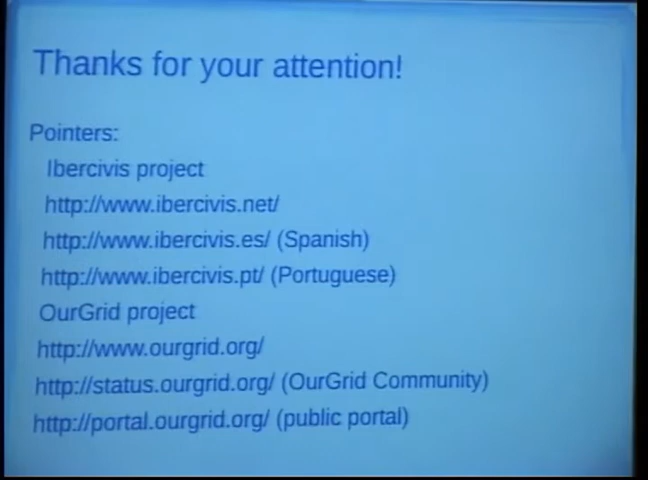 Thanks for your attention!
Pointers:
Ibercivis project
http://www.ibercivis.net/
http://www.ibercivis.es/ (Spanish)
http://www.ibercivis.pt/ (Portuguese)
OurGrid project
http://www.ourgrid.org/
http://status.ourgrid.org/ (OurGrid Community)
http://portal.ourgrid.org/ (public portal)